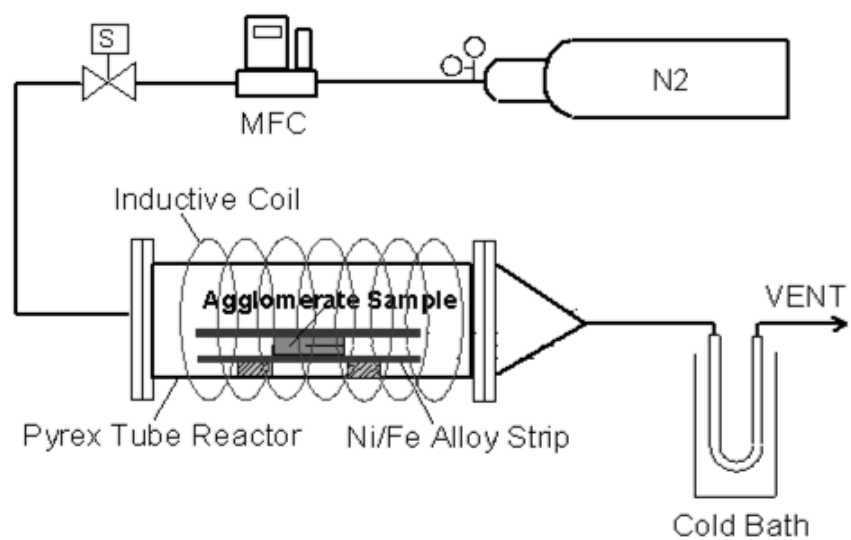 S
N2
MFC
Inductive Coil
Agglomerate Sample
VENT
Pyrex Tube Reactor
Ni/Fe Alloy Strip
Cold Bath